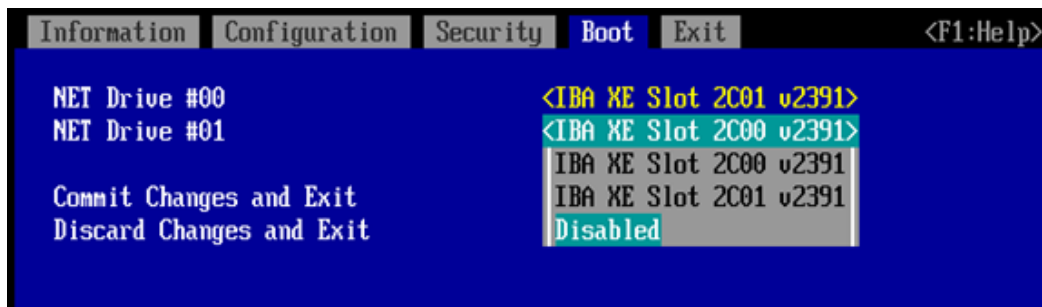 Information Configuration Security Boot Exit <F1:Help>
NET Drive #00 <IBA XE Slot 2C01 v2391>
NET Drive #01 <IBA XE Slot 2C00 v2391>
IBA XE Slot 2C00 v2391
Commit Changes and Exit IBA XE Slot 2C01 v2391
Discard Changes and Exit Disabled